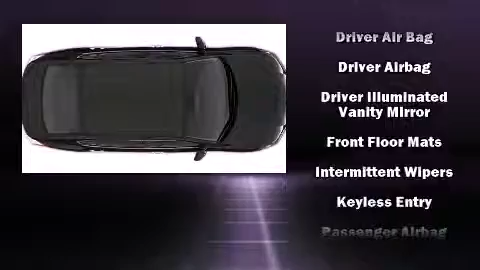 Driver Air Bag
Driver Airbag
Driver Illuminated
Vanity Mirror
Front Floor Mats
Intermittent Wipers
Keyless Entry
Passenger Airbag